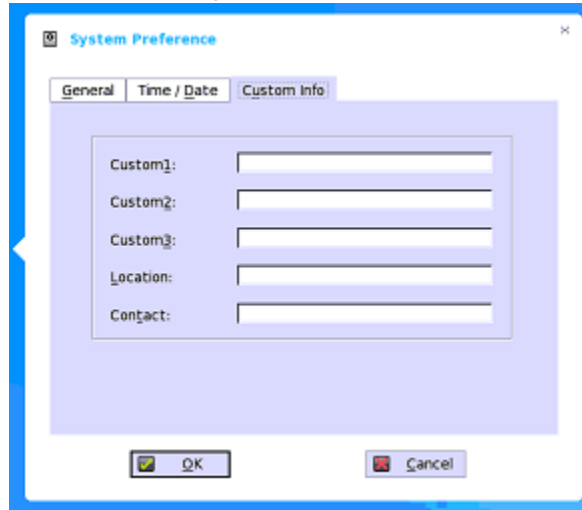 System Preference
General Time / Date Custom Info
Custom1:
Custom2:
Custom3:
Location:
Contact:
OK Cancel